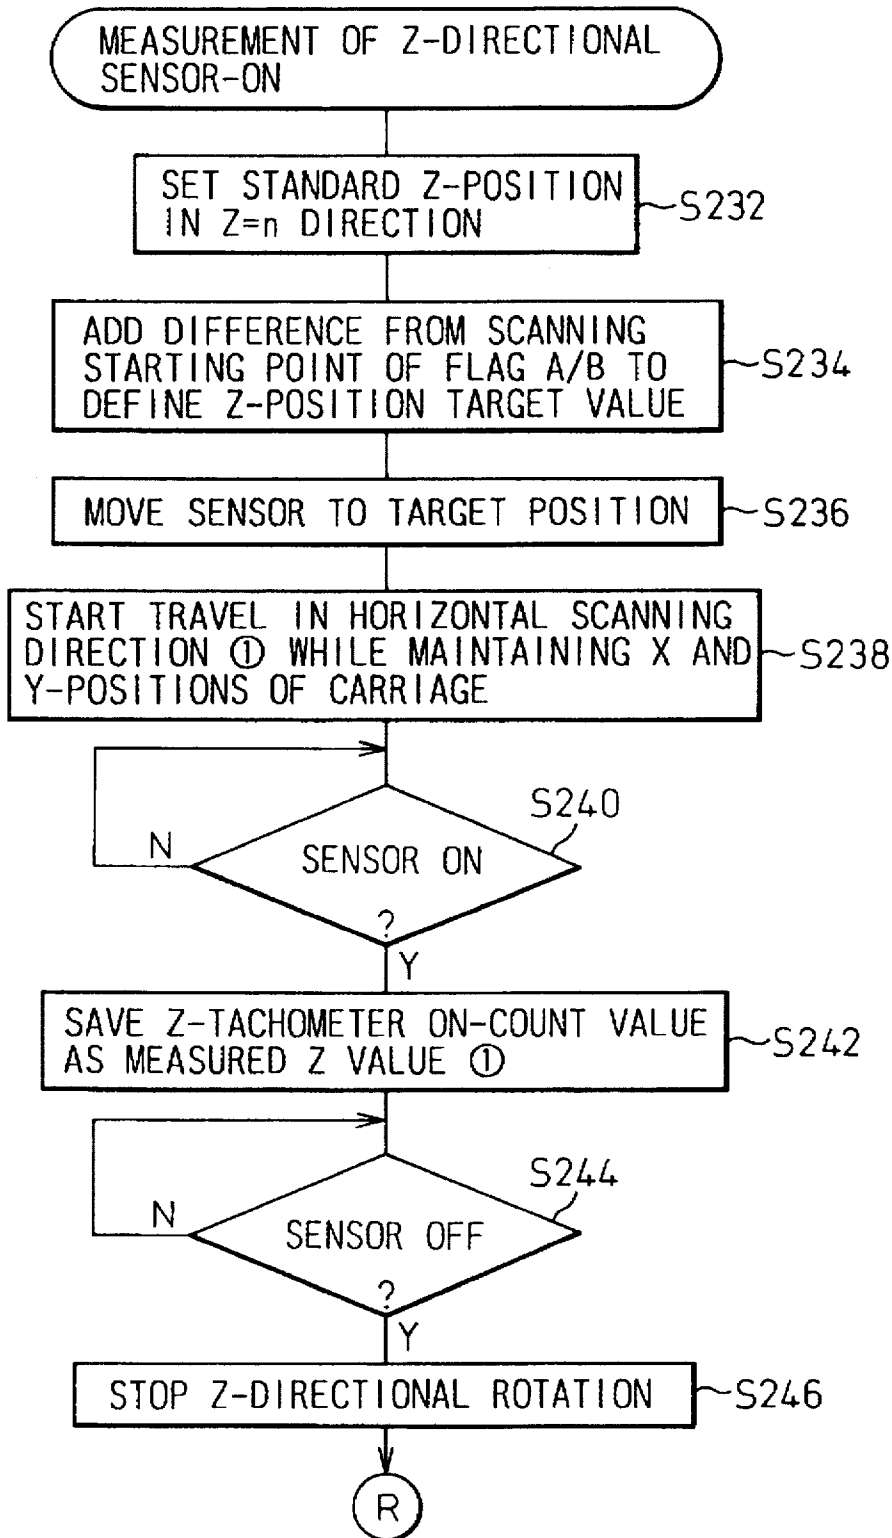 MEASUREMENT OF Z-DIRECTIONAL
SENSOR-ON
SET STANDARD Z-POSITION
IN Z=n DIRECTION
S232
ADD DIFFERENCE FROM SCANNING
STARTING POINT OF FLAG A/B TO
DEFINE Z-POSITION TARGET VALUE
S234
MOVE SENSOR TO TARGET POSITION
S236
START TRAVEL IN HORIZONTAL SCANNING
DIRECTION ① WHILE MAINTAINING X AND
Y-POSITIONS OF CARRIAGE
S238
S240
N
SENSOR ON
?
Y
SAVE Z-TACHOMETER ON-COUNT VALUE
AS MEASURED Z VALUE ①
S242
S244
N
SENSOR OFF
?
Y
STOP Z-DIRECTIONAL ROTATION
S246
R